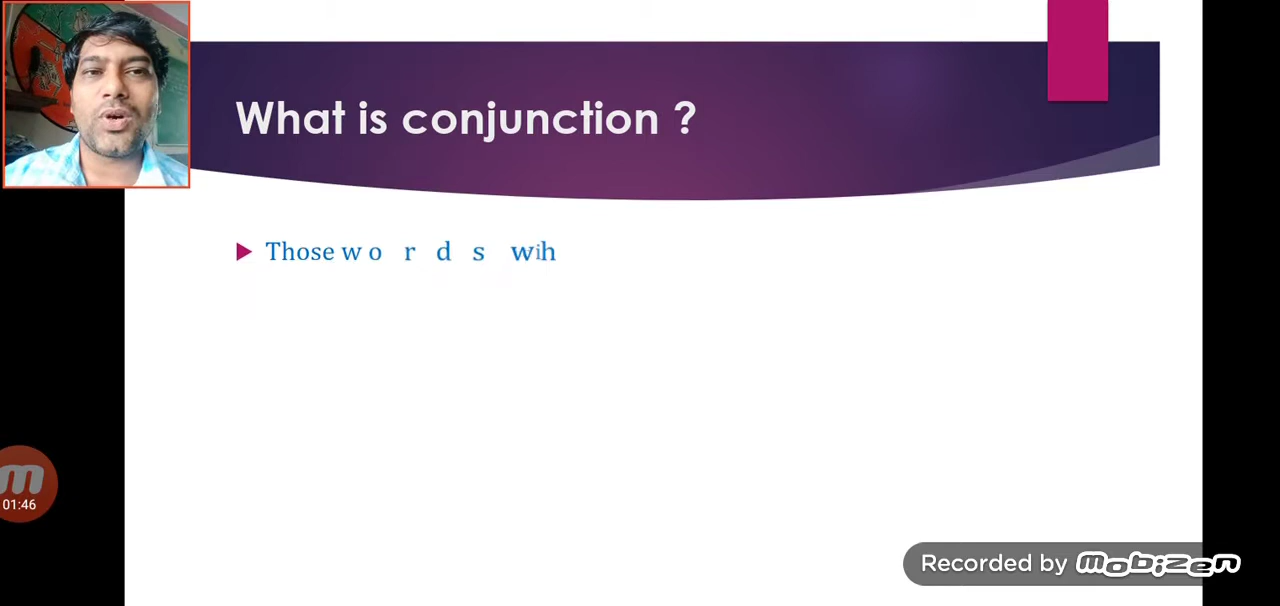 What is conjunction ?
Those w o r d s wih
01:46
Recorded by mobizen